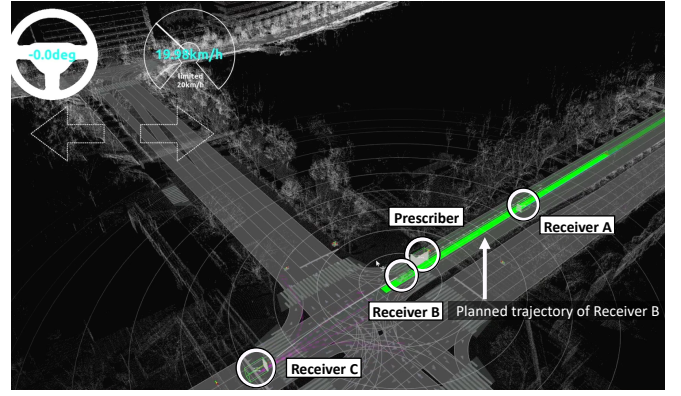 -0.0deg
19.98km/h
limited
20km/h
Prescriber
Receiver A
Receiver B
Planned trajectory of Receiver B
Receiver C